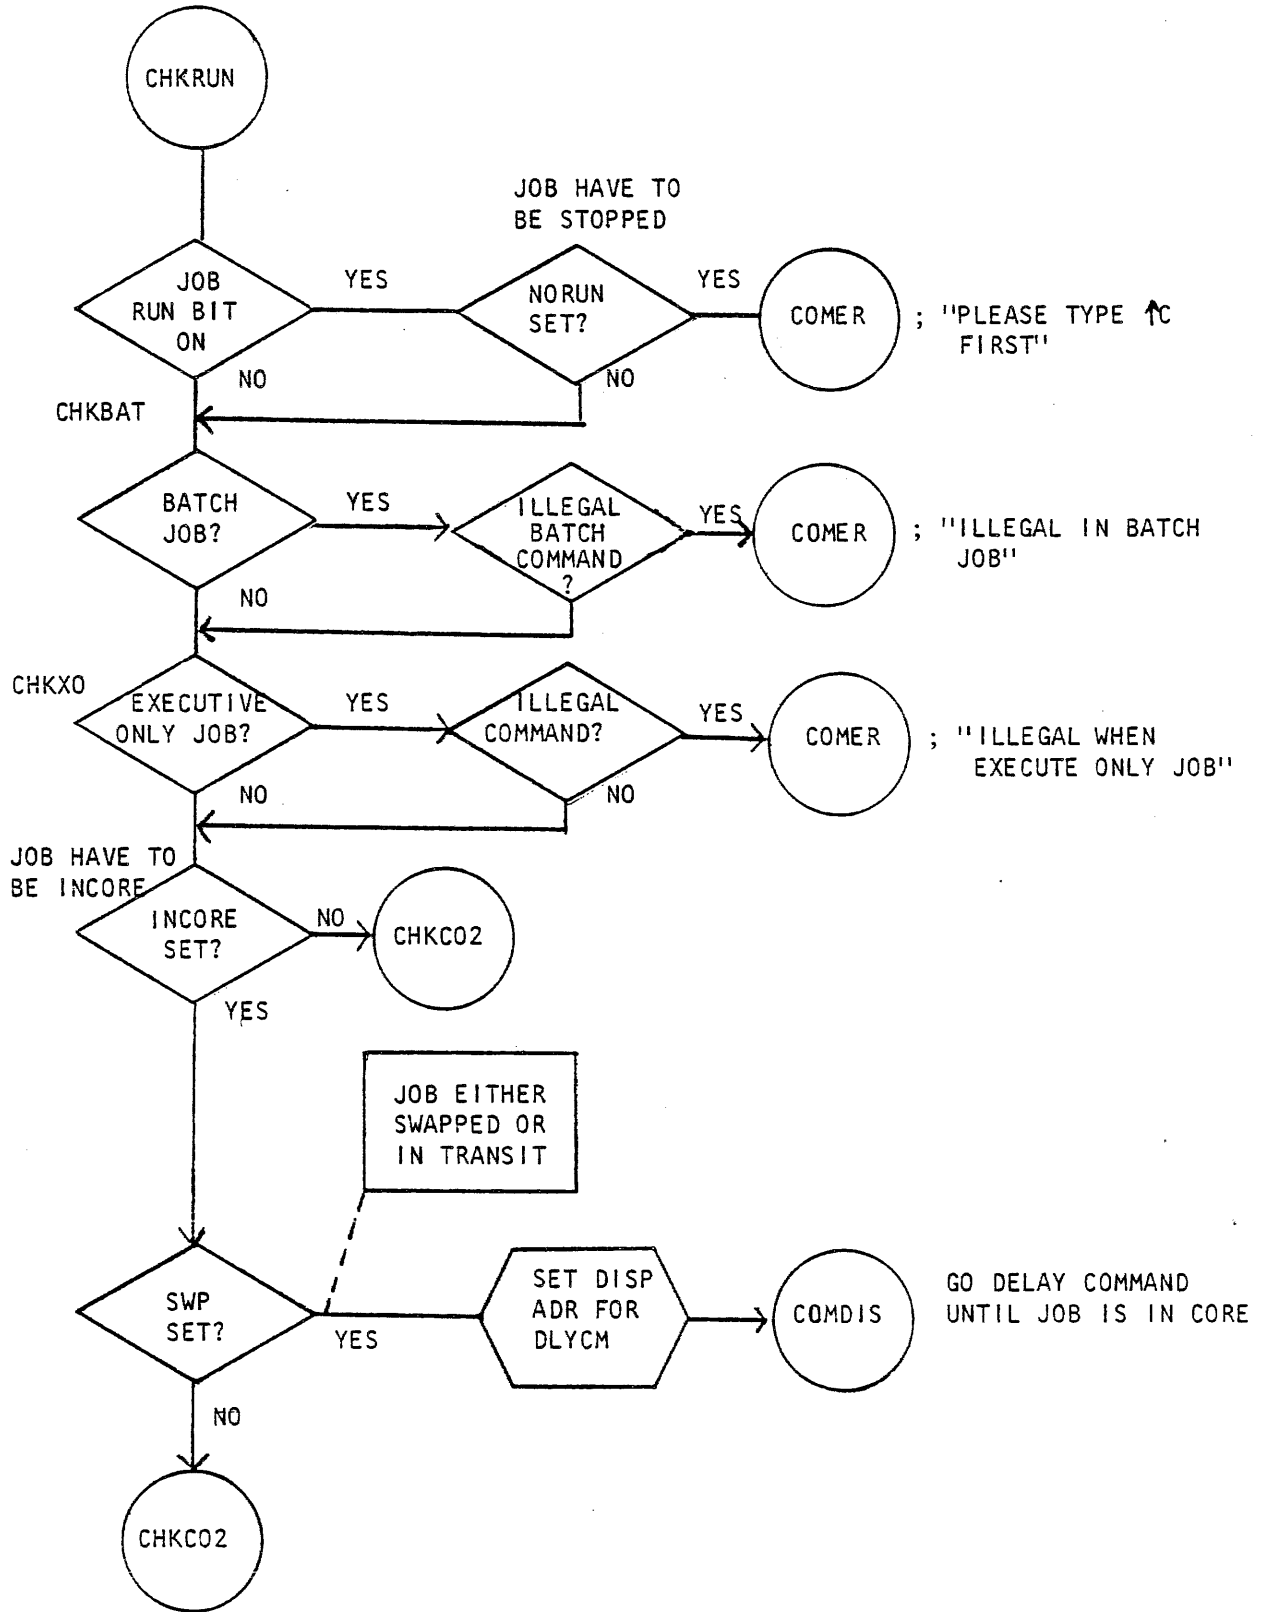 CHKRUN
JOB HAVE TO
BE STOPPED
JOB
RUN BIT
ON
YES
NORUN
SET?
YES
COMER
; "PLEASE TYPE ↑C
FIRST"
NO
NO
CHKBAT
BATCH
JOB?
YES
ILLEGAL
BATCH
COMMAND
?
YES
COMER
; "ILLEGAL IN BATCH
JOB"
NO
CHKXO
EXECUTIVE
ONLY JOB?
YES
ILLEGAL
COMMAND?
YES
COMER
; "ILLEGAL WHEN
EXECUTE ONLY JOB"
NO
NO
JOB HAVE TO
BE INCORE
INCORE
SET?
NO
CHKCO2
YES
JOB EITHER
SWAPPED OR
IN TRANSIT
SWP
SET?
YES
SET DISP
ADR FOR
DLYCM
COMDIS
GO DELAY COMMAND
UNTIL JOB IS IN CORE
NO
CHKCO2